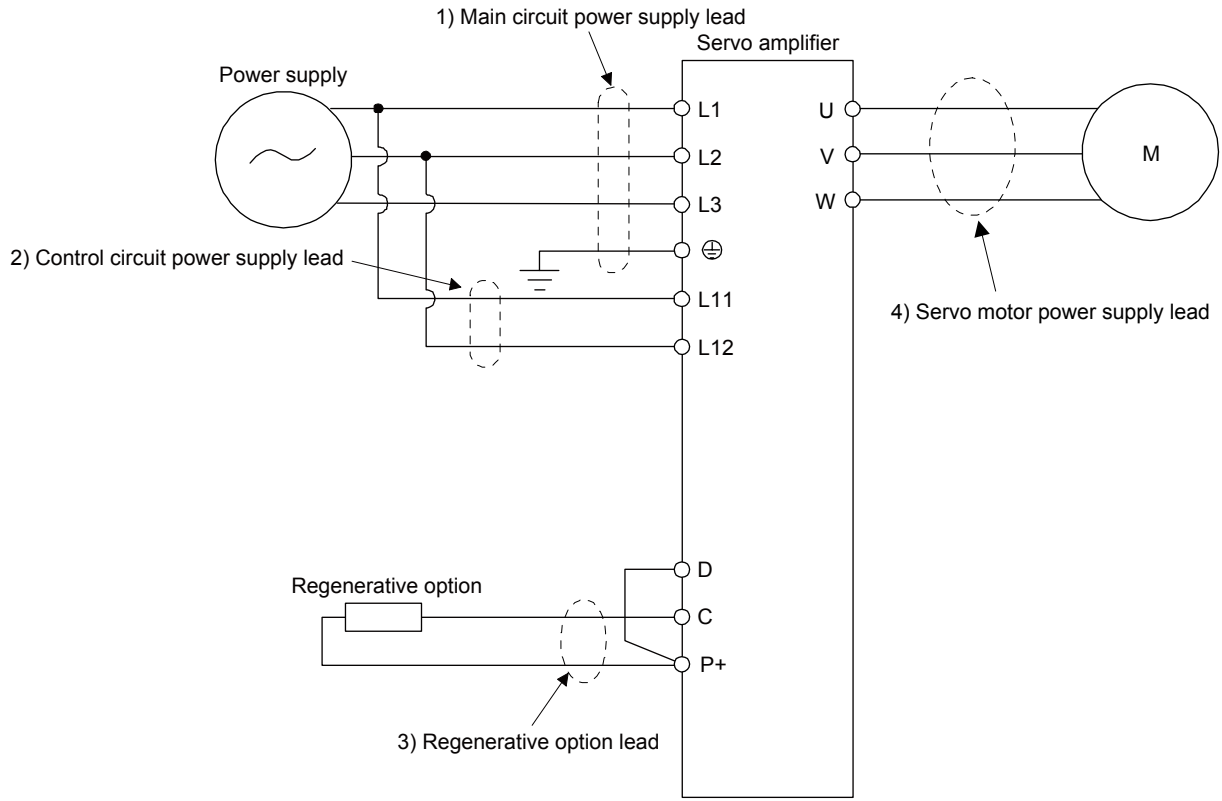 1) Main circuit power supply lead
Servo amplifier
Power supply
L1
U
L2
V
M
L3
W
2) Control circuit power supply lead
L11
4) Servo motor power supply lead
L12
D
Regenerative option
C
P+
3) Regenerative option lead